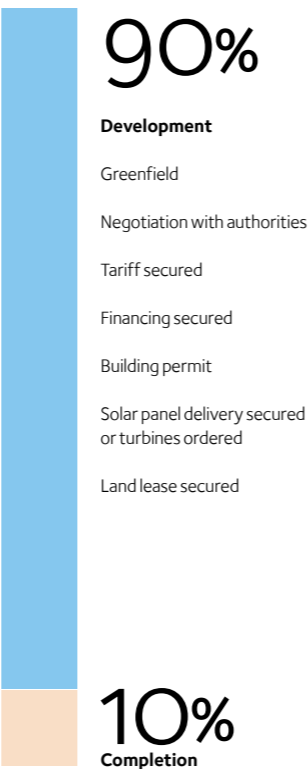 90%
Development
Greenfield
Negotiation with authorities
Tariff secured
Financing secured
Building permit
Solar panel delivery secured
or turbines ordered
Land lease secured
10%
Completion